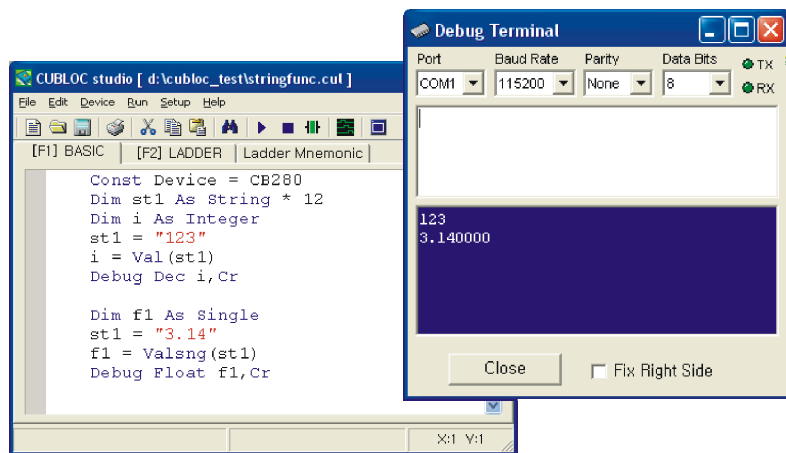 CUBLOC studio [ d:\cubloc_test\stringfunc.cul ]
File Edit Device Run Setup Help
[F1] BASIC [F2] LADDER Ladder Mnemonic
Const Device = CB280
Dim st1 As String * 12
Dim i As Integer
st1 = "123"
i = Val(st1)
Debug Dec i,Cr
Dim f1 As Single
st1 = "3.14"
f1 = Valsng(st1)
Debug Float f1,Cr
X:1 Y:1
Debug Terminal
Port Baud Rate Parity Data Bits TX
COM1 115200 None 8 RX
123
3.140000
Close Fix Right Side